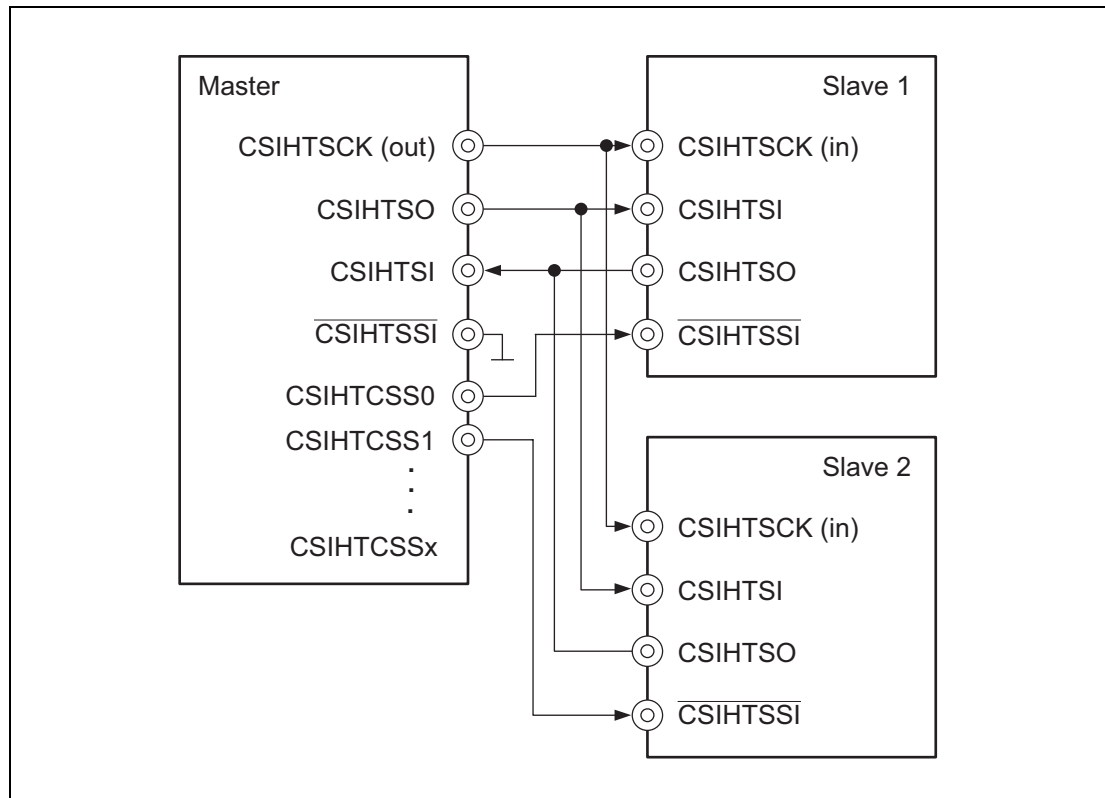 Master
CSIHTSCK (out)
CSIHTSO
CSIHTSI
CSIHTSSI
CSIHTCSS0
CSIHTCSS1
.
.
.
CSIHTCSSx
Slave 1
CSIHTSCK (in)
CSIHTSI
CSIHTSO
CSIHTSSI
Slave 2
CSIHTSCK (in)
CSIHTSI
CSIHTSO
CSIHTSSI